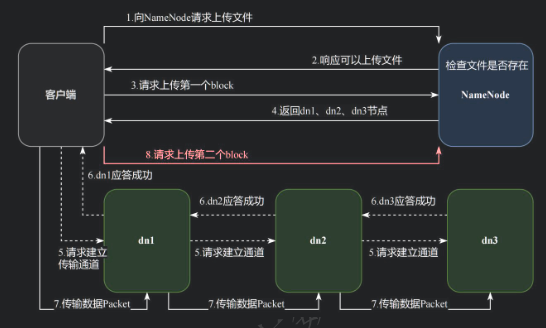 1.向NameNode请求上传文件
2.响应可以上传文件
检查文件是否存在
客户端
3.请求上传第一个block
NameNode
4.返回dn1、dn2、dn3节点
8.请求上传第二个block
6.dn1应答成功
6.dn2应答成功
6.dn3应答成功
dn1
dn2
dn3
5.请求建立
传输通道
5.请求建立通道
5.请求建立通道
7.传输数据Packet
7.传输数据Packet
7.传输数据Packet